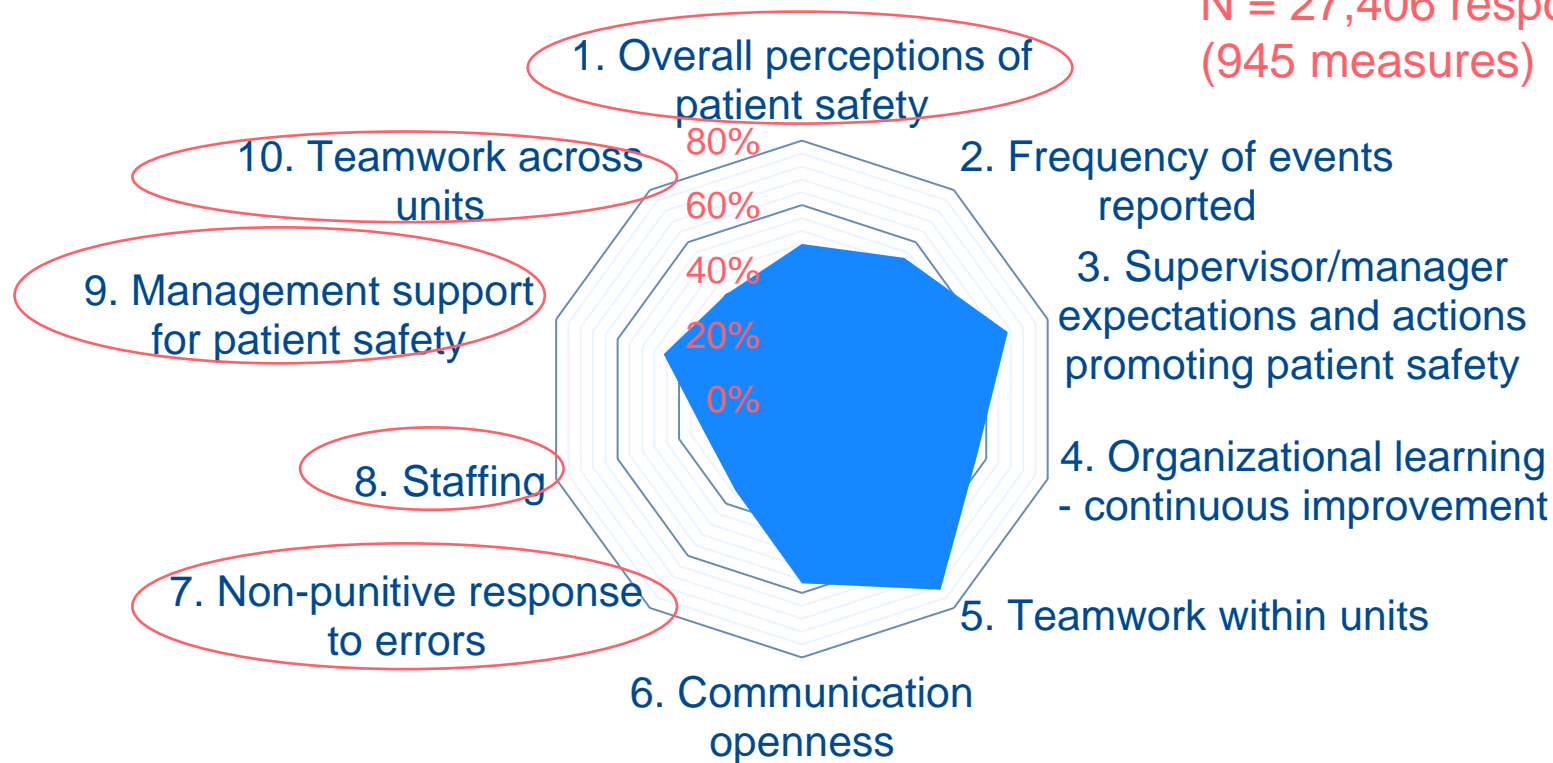 N = 27,406
(945 measures)
1. Overall perceptions of
patient safety
2. Frequency of events
reported
3. Supervisor/manager
expectations and actions
promoting patient safety
4. Organizational learning
- continuous improvement
5. Teamwork within units
6. Communication
openness
7. Non-punitive response
to errors
8. Staffing
9. Management support
for patient safety
10. Teamwork across
units
80%
60%
40%
20%
0%